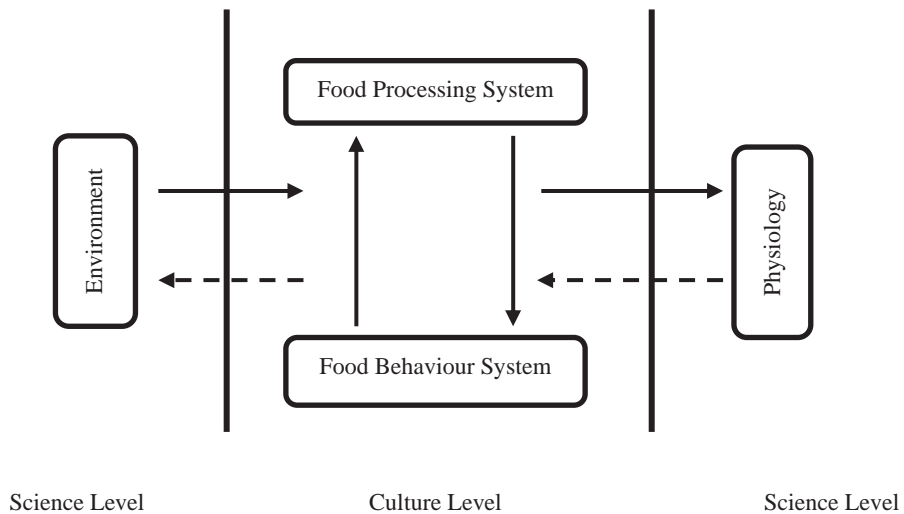 Food Processing System
Environment
Physiology
Food Behaviour System
Science Level
Culture Level
Science Level